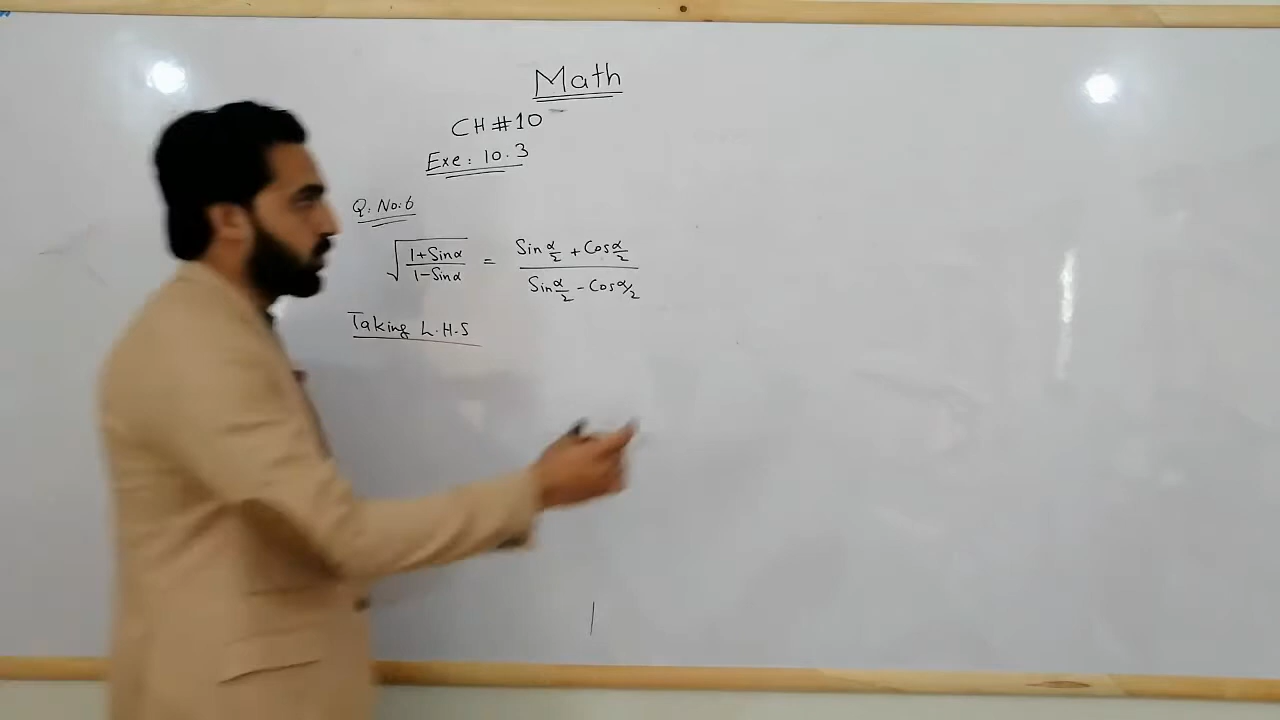 Math
CH#10
Exe: 10.3
Q.No.6
√(1+Sinα / 1-Sinα) = (Sin α/2 + Cos α/2) / (Sin α/2 - Cos α/2)
Taking L.H.S